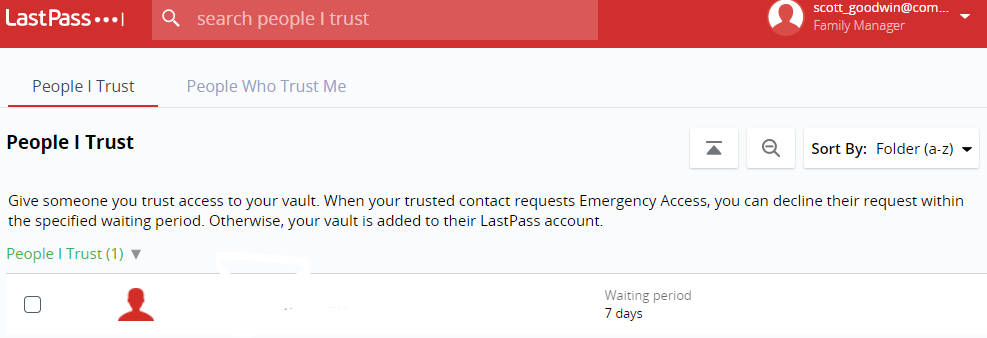 LastPass
search people I trust
scott_goodwin@com...
Family Manager
People I Trust
People Who Trust Me
People I Trust
Sort By: Folder (a-z)
Give someone you trust access to your vault. When your trusted contact requests Emergency Access, you can decline their request within
the specified waiting period. Otherwise, your vault is added to their LastPass account.
People I Trust (1)
Waiting period
7 days